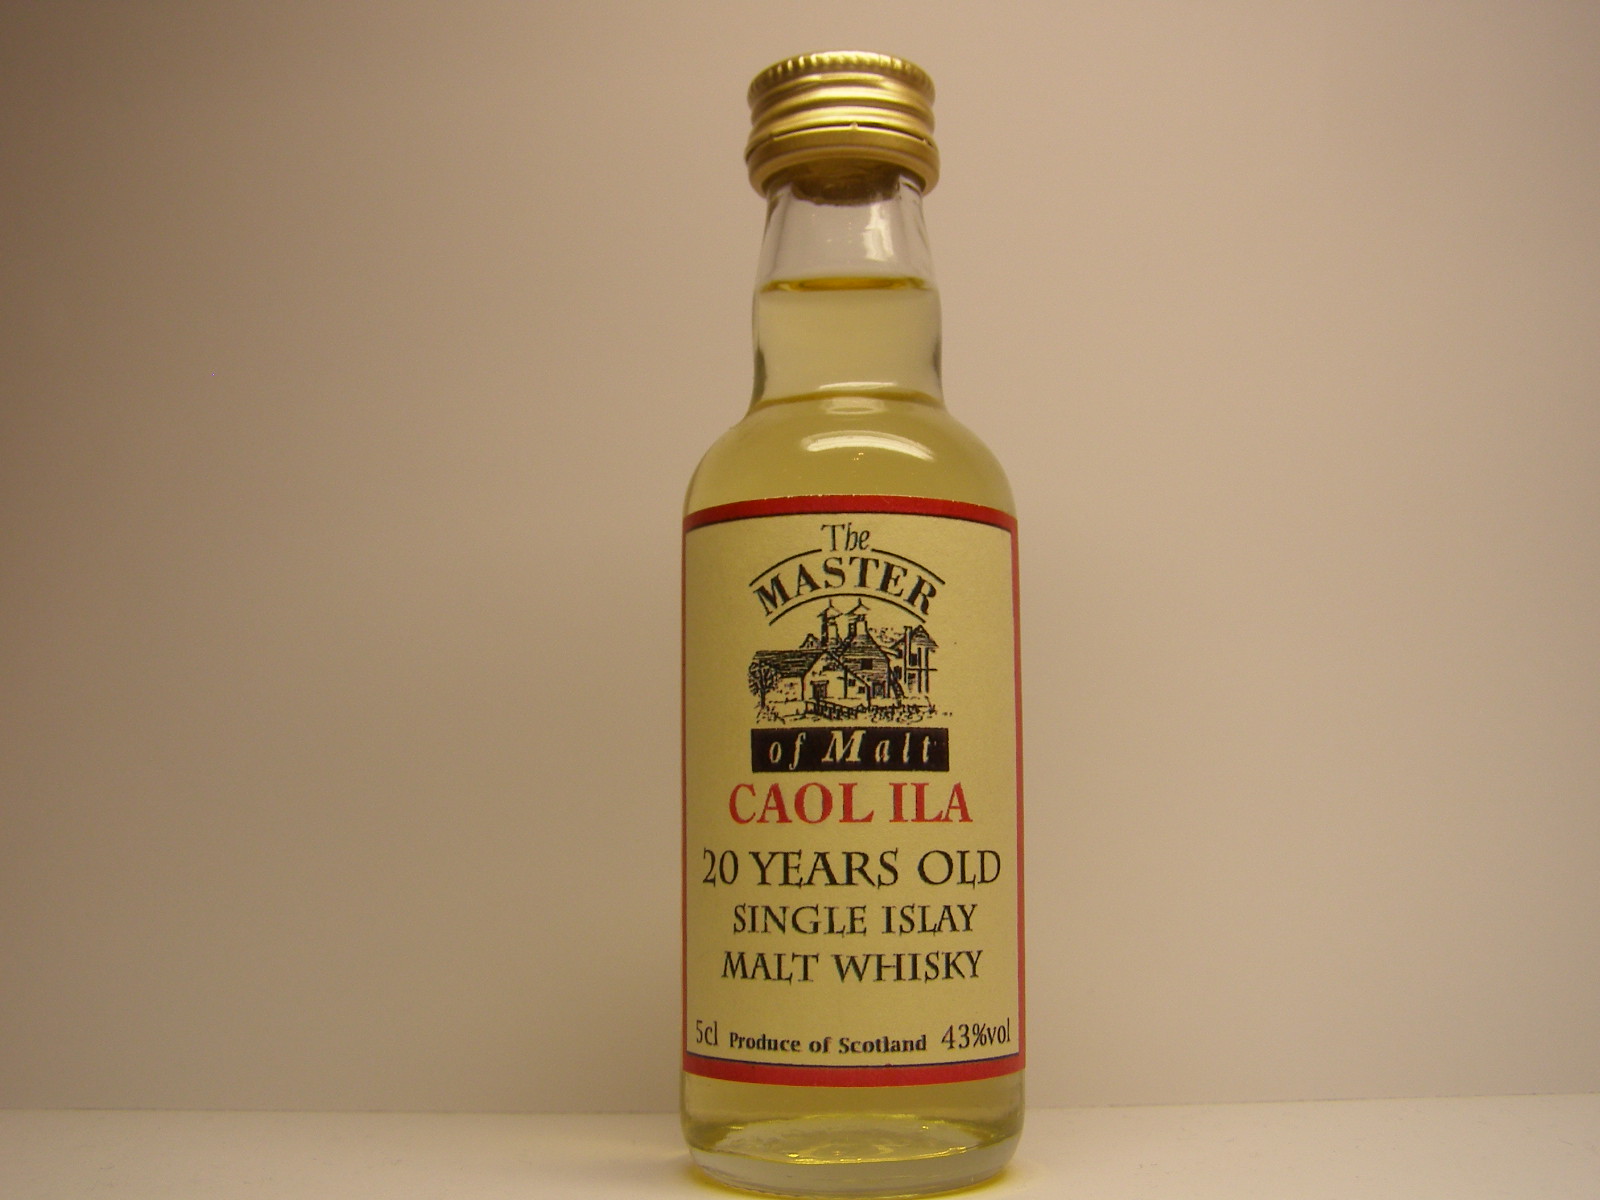 The
MASTER
of Malt
CAOL ILA
20 YEARS OLD
SINGLE ISLAY
MALT WHISKY
5cl Produce of Scotland 43%vol